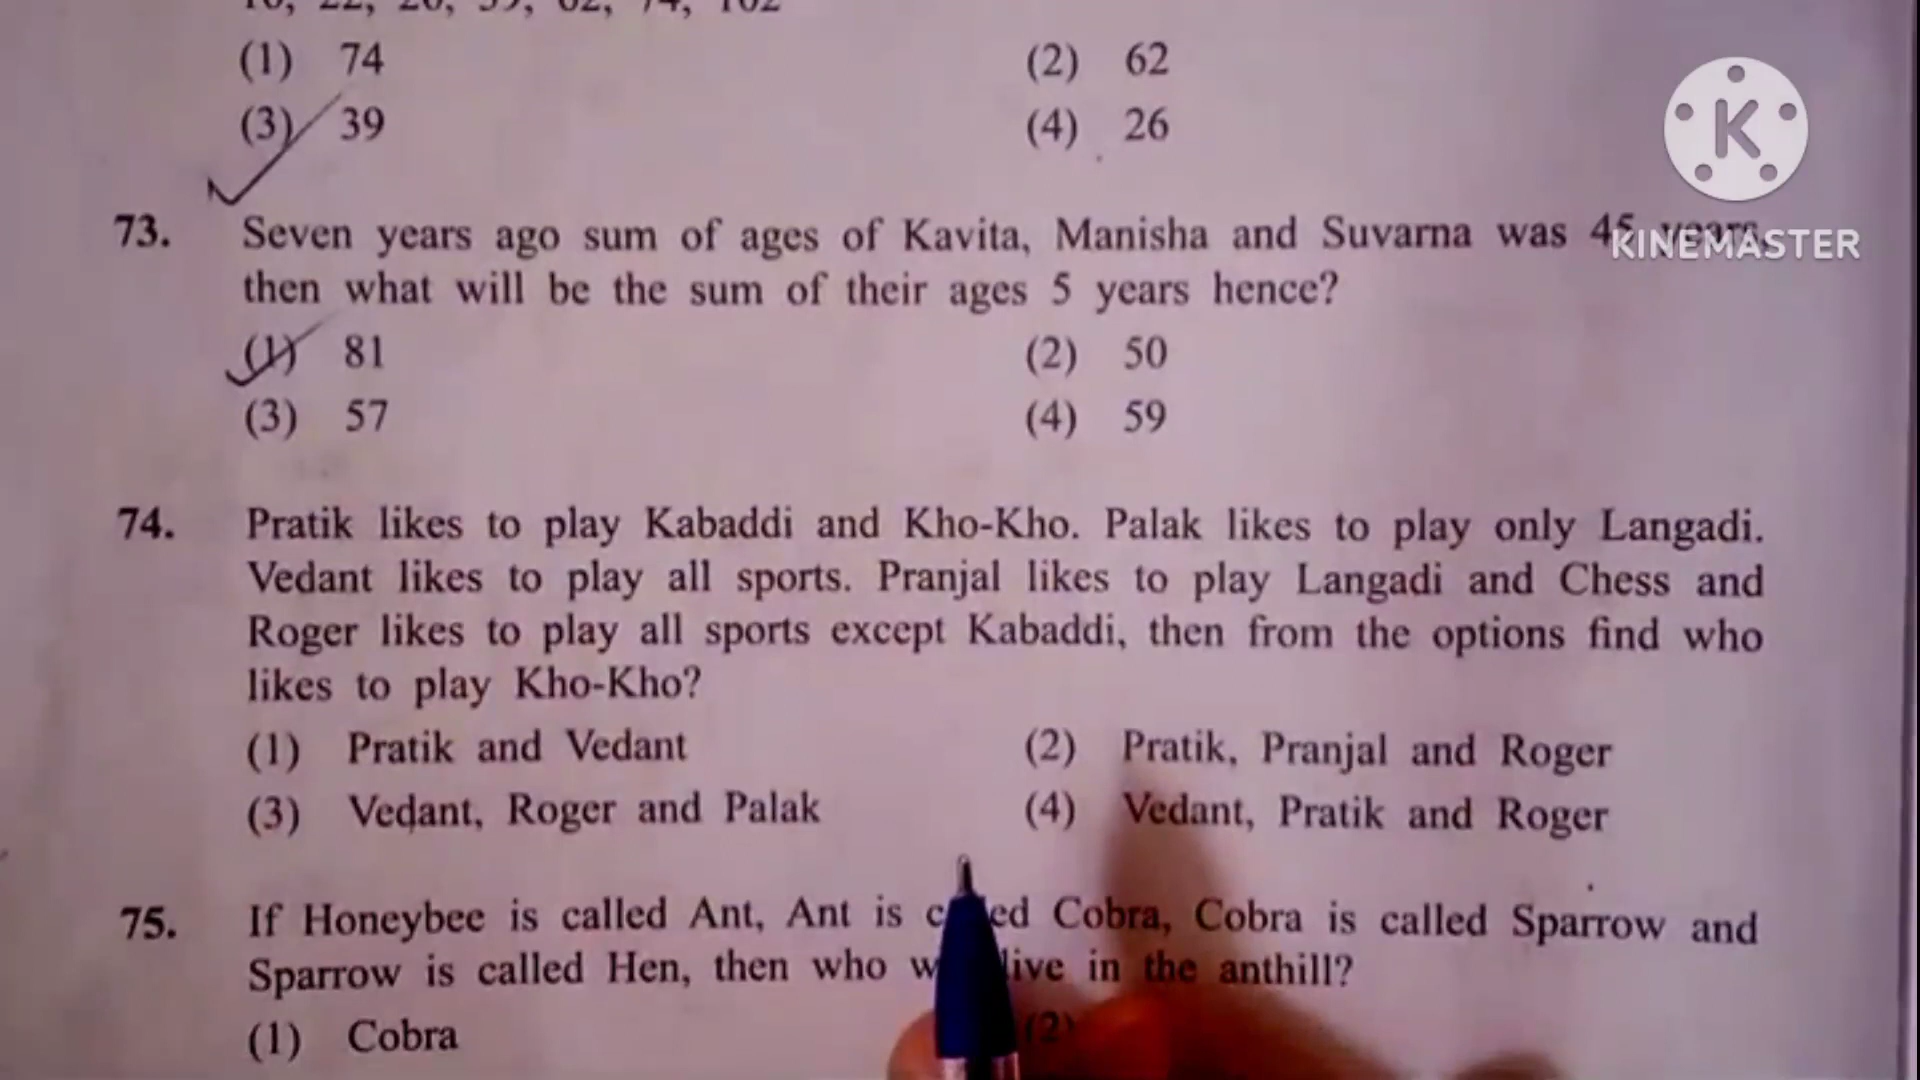 (1) 74 (2) 62
(3) 39 (4) 26
K
KINEMASTER
73. Seven years ago sum of ages of Kavita, Manisha and Suvarna was 45 years,
then what will be the sum of their ages 5 years hence?
(1) 81 (2) 50
(3) 57 (4) 59
74. Pratik likes to play Kabaddi and Kho-Kho. Palak likes to play only Langadi.
Vedant likes to play all sports. Pranjal likes to play Langadi and Chess and
Roger likes to play all sports except Kabaddi, then from the options find who
likes to play Kho-Kho?
(1) Pratik and Vedant (2) Pratik, Pranjal and Roger
(3) Vedant, Roger and Palak (4) Vedant, Pratik and Roger
75. If Honeybee is called Ant, Ant is called Cobra, Cobra is called Sparrow and
Sparrow is called Hen, then who live in the anthill?
(1) Cobra (2)